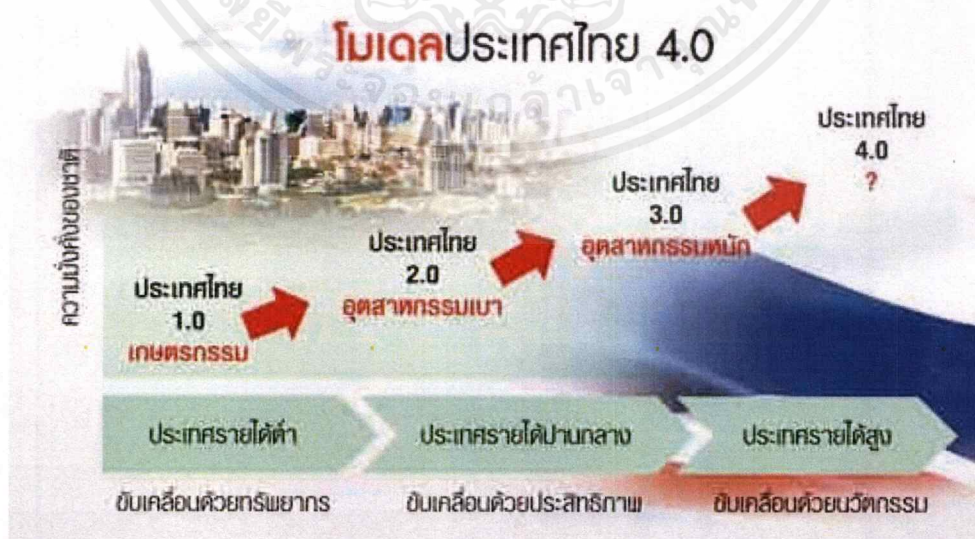 โมเดลประเทศไทย 4.0
ความมั่งคั่งของชาติ
ประเทศไทย
1.0
เกษตรกรรม
ประเทศไทย
2.0
อุตสาหกรรมเบา
ประเทศไทย
3.0
อุตสาหกรรมหนัก
ประเทศไทย
4.0
?
ประเทศรายได้ต่ำ
ประเทศรายได้ปานกลาง
ประเทศรายได้สูง
ขับเคลื่อนด้วยทรัพยากร
ขับเคลื่อนด้วยประสิทธิภาพ
ขับเคลื่อนด้วยนวัตกรรม